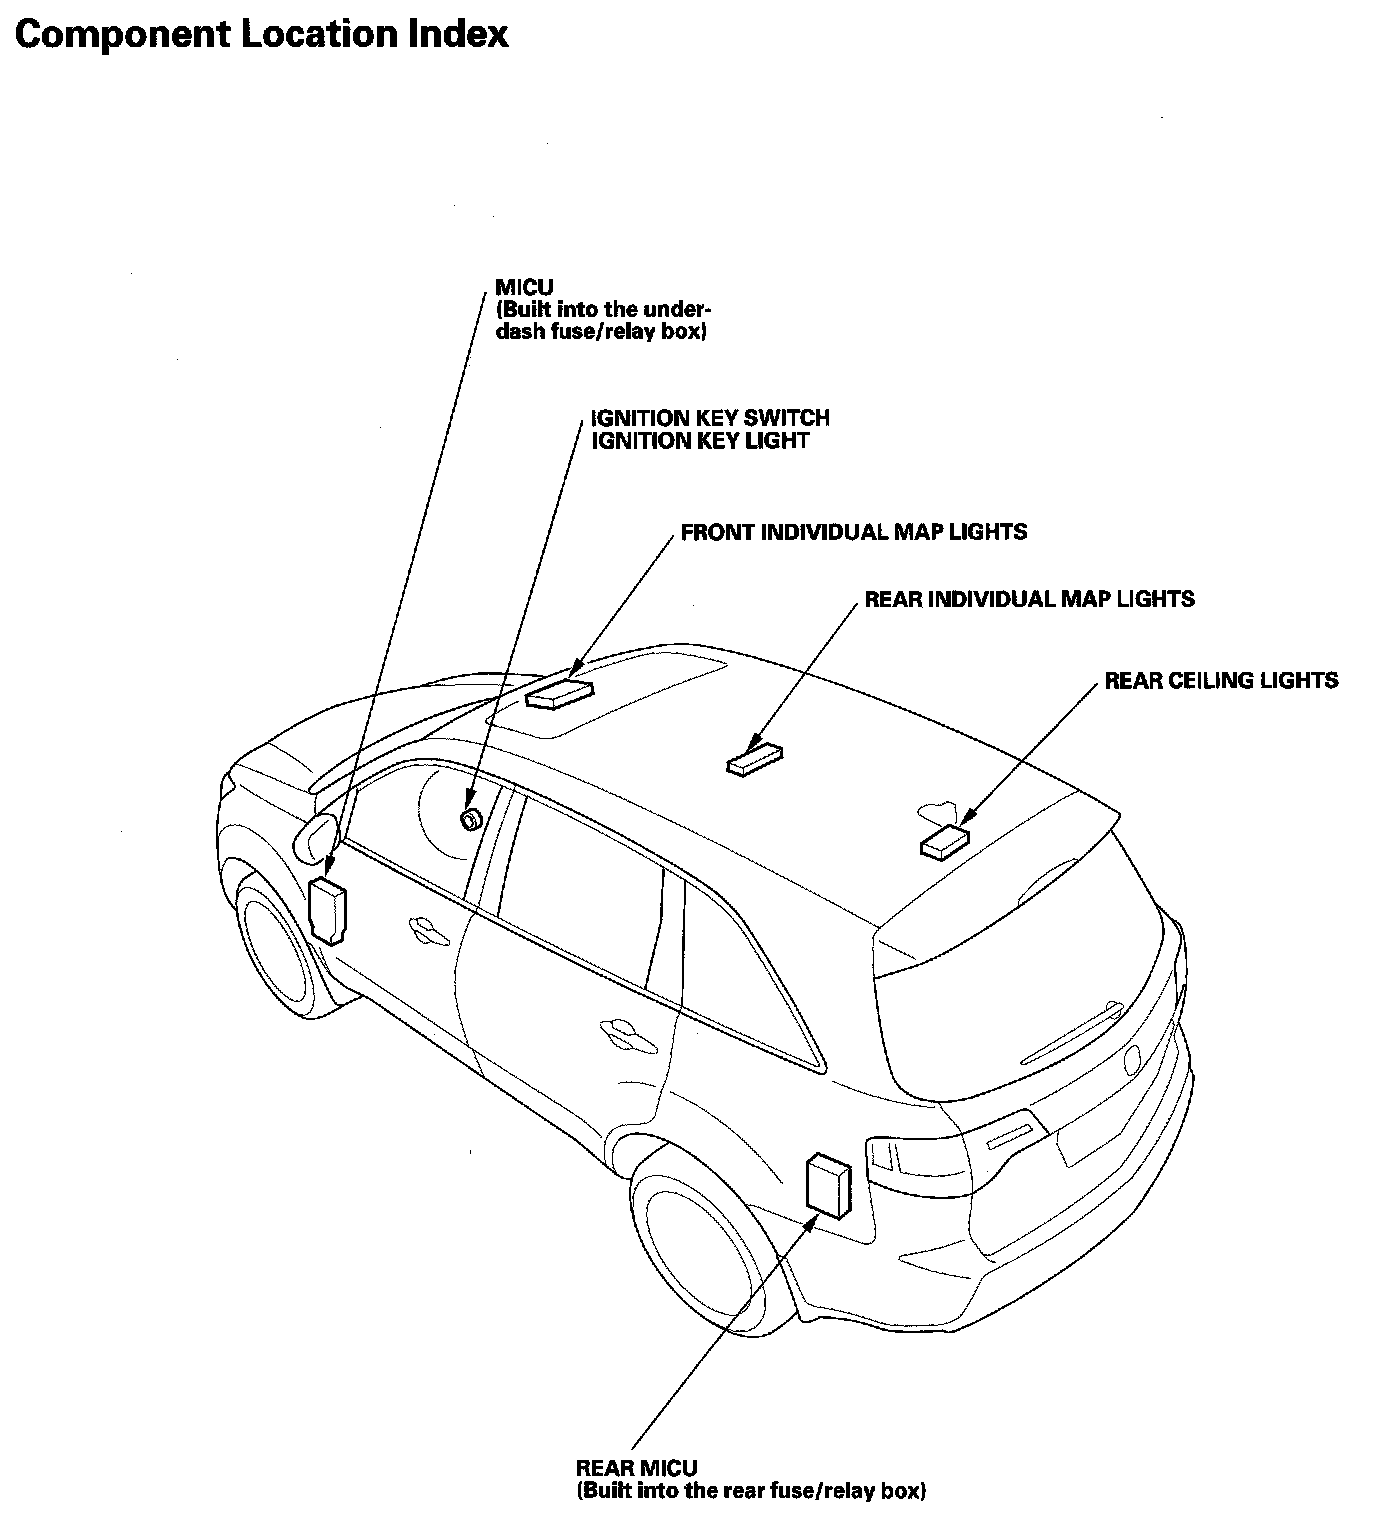 Component Location Index
MICU
(Built into the under-
dash fuse/relay box)
IGNITION KEY SWITCH
IGNITION KEY LIGHT
FRONT INDIVIDUAL MAP LIGHTS
REAR INDIVIDUAL MAP LIGHTS
REAR CEILING LIGHTS
REAR MICU
(Built into the rear fuse/relay box)